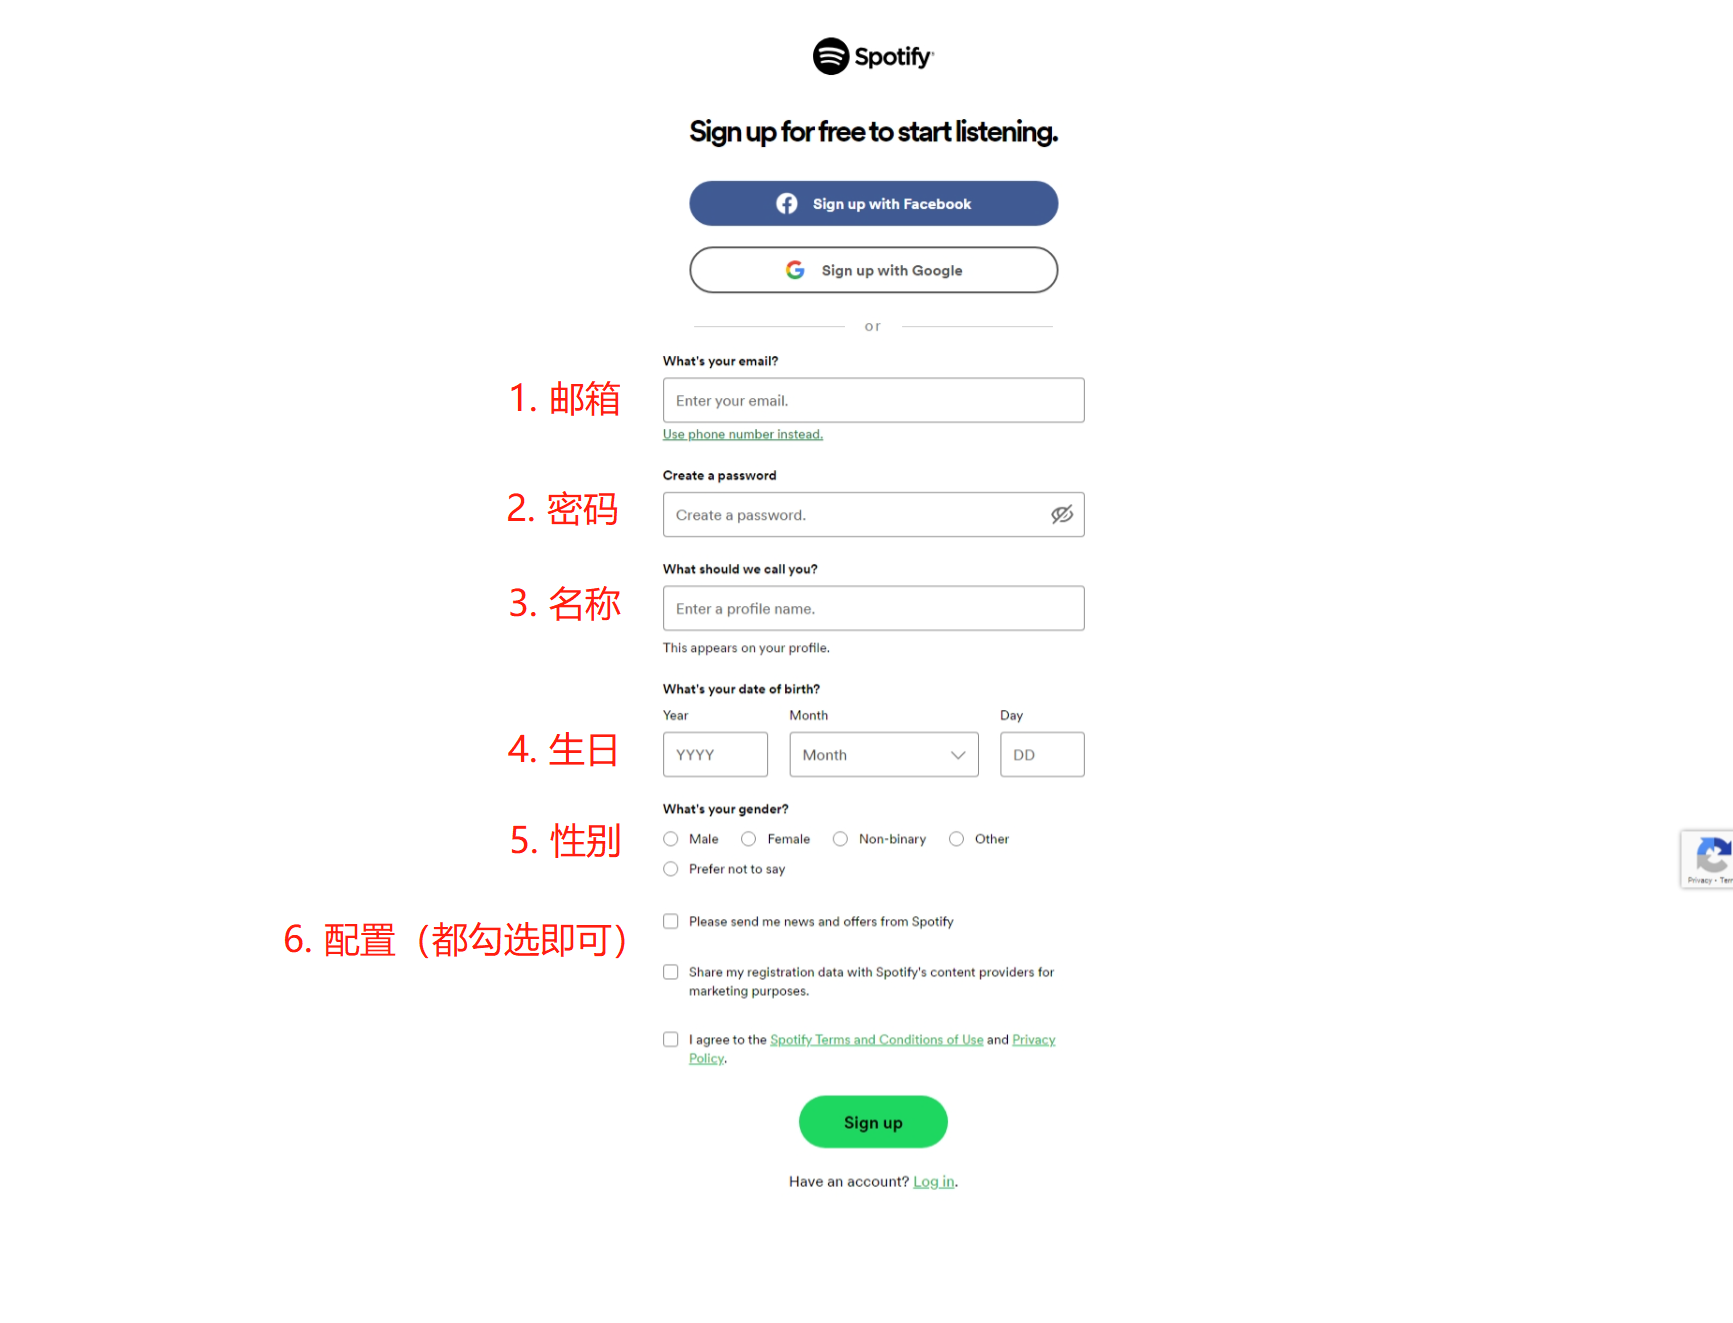 Spotify
Sign up for free to start listening.
Sign up with Facebook
Sign up with Google
or
What's your email?
1. 邮箱
Enter your email.
Use phone number instead.
Create a password
2. 密码
Create a password.
What should we call you?
3. 名称
Enter a profile name.
This appears on your profile.
What's your date of birth?
Year Month Day
4. 生日
YYYY Month DD
What's your gender?
5. 性别
Male Female Non-binary Other
Prefer not to say
6. 配置（都勾选即可）
Please send me news and offers from Spotify
Share my registration data with Spotify's content providers for
marketing purposes.
I agree to the Spotify Terms and Conditions of Use and Privacy
Policy.
Sign up
Have an account? Log in.
Privacy - Terr